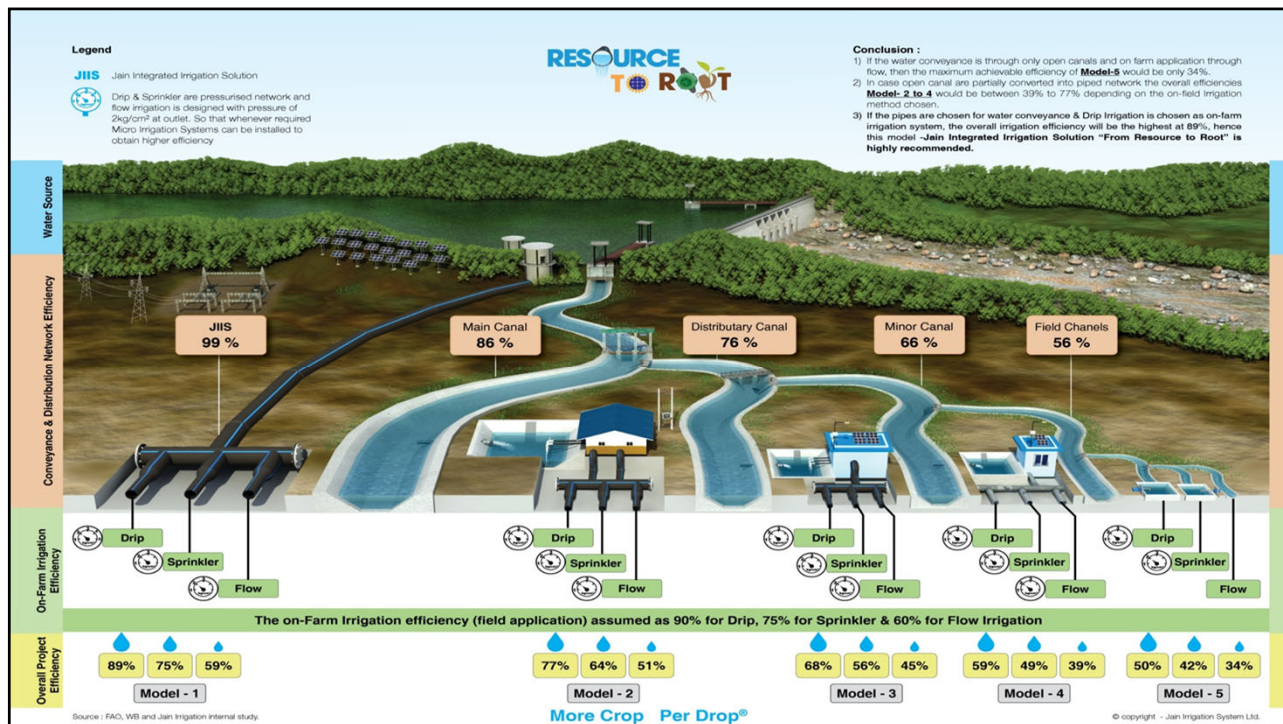 Legend
JIIS Jain Integrated Irrigation Solution
Drip & Sprinkler are pressurised network and
flow irrigation is designed with pressure of
2kg/cm² at outlet. So that whenever required
Micro Irrigation Systems can be installed to
obtain higher efficiency
RESOURCE
TO ROOT
Conclusion :
1) If the water conveyance is through only open canals and on farm application through
flow, then the maximum achievable efficiency of Model-5 would be only 34%.
2) In case open canal are partially converted into piped network the overall efficiencies
Model- 2 to 4 would be between 39% to 77% depending on the on-field irrigation
method chosen.
3) If the pipes are chosen for water conveyance & Drip Irrigation is chosen as on-farm
irrigation system, the overall irrigation efficiency will be the highest at 89%, hence
this model -Jain Integrated Irrigation Solution "From Resource to Root" is
highly recommended.
Water Source
Conveyance & Distribution Network Efficiency
JIIS
99 %
Main Canal
86 %
Distributary Canal
76 %
Minor Canal
66 %
Field Chanels
56 %
On-Farm Irrigation
Efficiency
Drip
Sprinkler
Flow
Drip
Sprinkler
Flow
Drip
Sprinkler
Flow
Drip
Sprinkler
Flow
Drip
Sprinkler
Flow
The on-Farm Irrigation efficiency (field application) assumed as 90% for Drip, 75% for Sprinkler & 60% for Flow Irrigation
Overall Project
Efficiency
89% 75% 59%
Model - 1
77% 64% 51%
Model - 2
68% 56% 45%
Model - 3
59% 49% 39%
Model - 4
50% 42% 34%
Model - 5
Source : FAO, WB and Jain Irrigation internal study.
More Crop Per Drop®
© copyright - Jain Irrigation System Ltd.